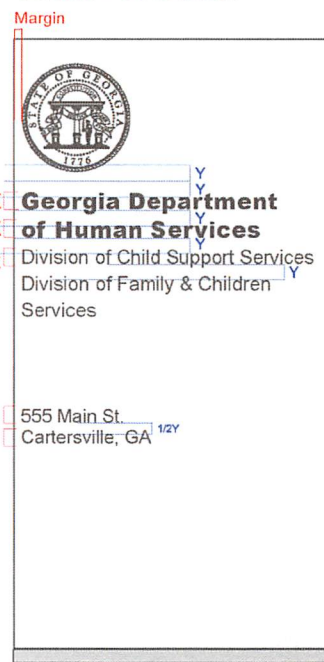 Margin
STATE OF GEORGIA
1776
Y
Y
Georgia Department
Y
of Human Services
Y
Division of Child Support Services
Y
Division of Family & Children
Services
555 Main St.
1/2Y
Cartersville, GA